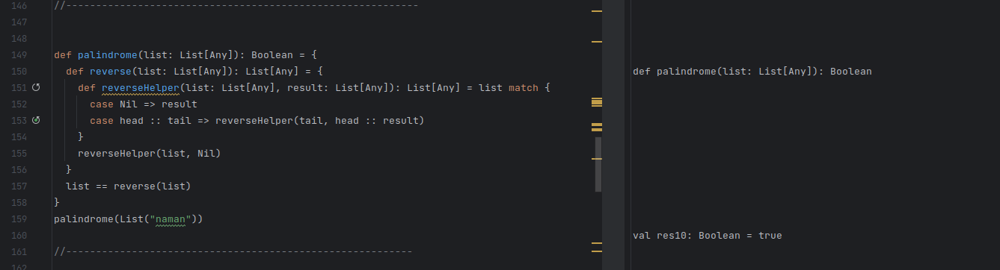 146 //-----------------------------------------------------------
147
148
149 def palindrome(list: List[Any]): Boolean = {
150   def reverse(list: List[Any]): List[Any] = {
151     def reverseHelper(list: List[Any], result: List[Any]): List[Any] = list match {
152       case Nil => result
153       case head :: tail => reverseHelper(tail, head :: result)
154     }
155     reverseHelper(list, Nil)
156   }
157   list == reverse(list)
158 }
159 palindrome(List("naman"))
160
161 //----------------------------------------------------------
162
def palindrome(list: List[Any]): Boolean
val res10: Boolean = true